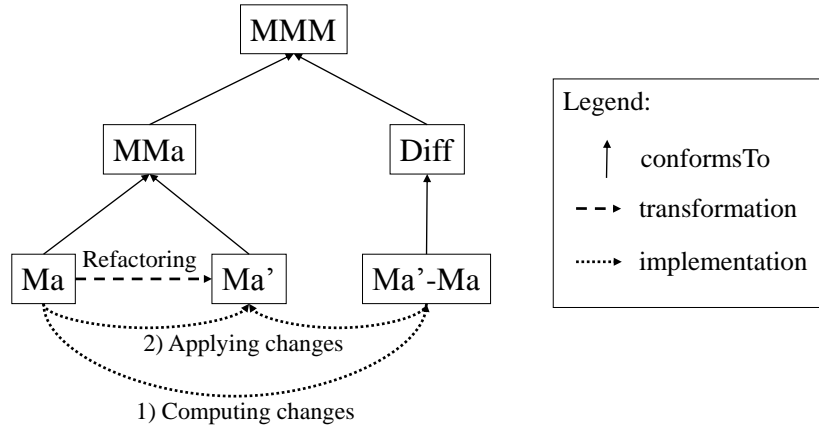 MMM
Legend:
MMa
Diff
conformsTo
transformation
Refactoring
implementation
Ma
Ma’
Ma’-Ma
2) Applying changes
1) Computing changes